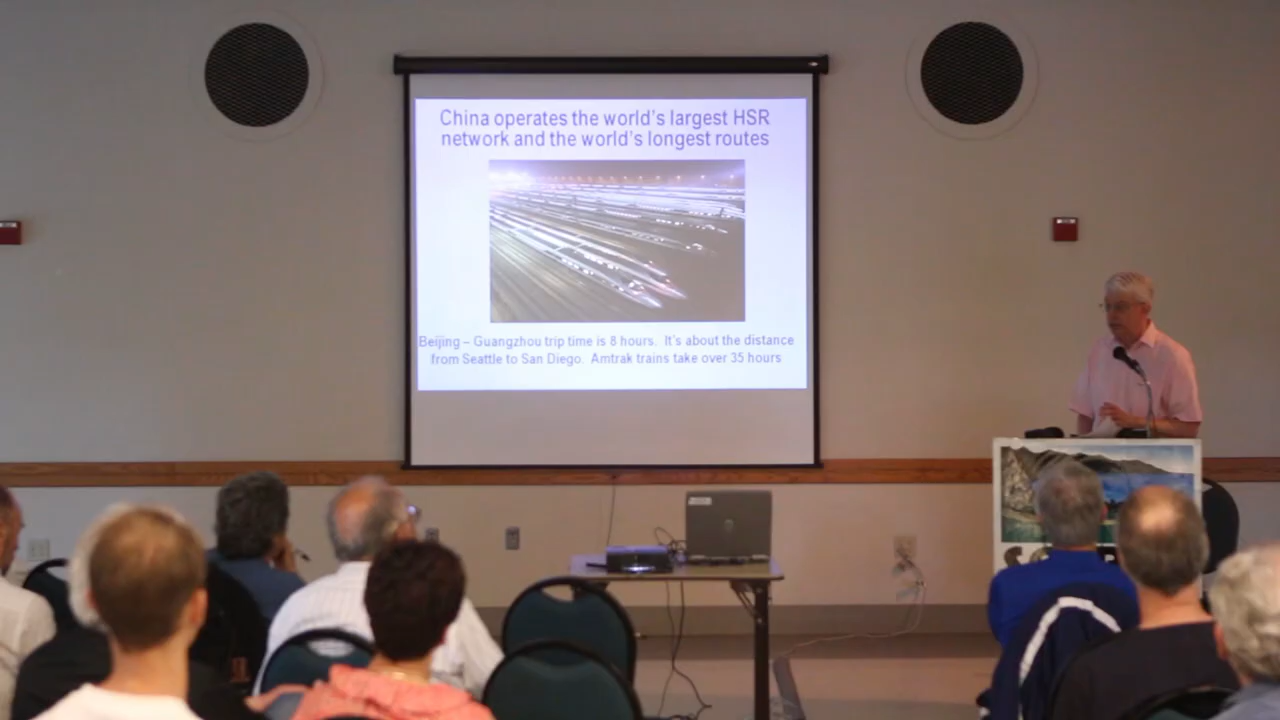 China operates the world's largest HSR
network and the world's longest routes
Beijing – Guangzhou trip time is 8 hours. It's about the distance
from Seattle to San Diego. Amtrak trains take over 35 hours